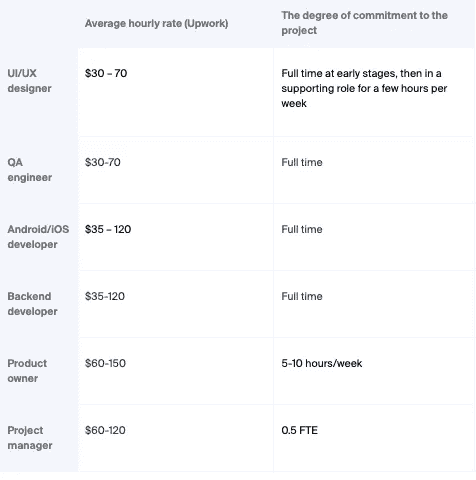 Average hourly rate (Upwork)
The degree of commitment to the
project
UI/UX
designer
$30 – 70
Full time at early stages, then in a
supporting role for a few hours per
week
QA
engineer
$30-70
Full time
Android/iOS
developer
$35 – 120
Full time
Backend
developer
$35-120
Full time
Product
owner
$60-150
5-10 hours/week
Project
manager
$60-120
0.5 FTE